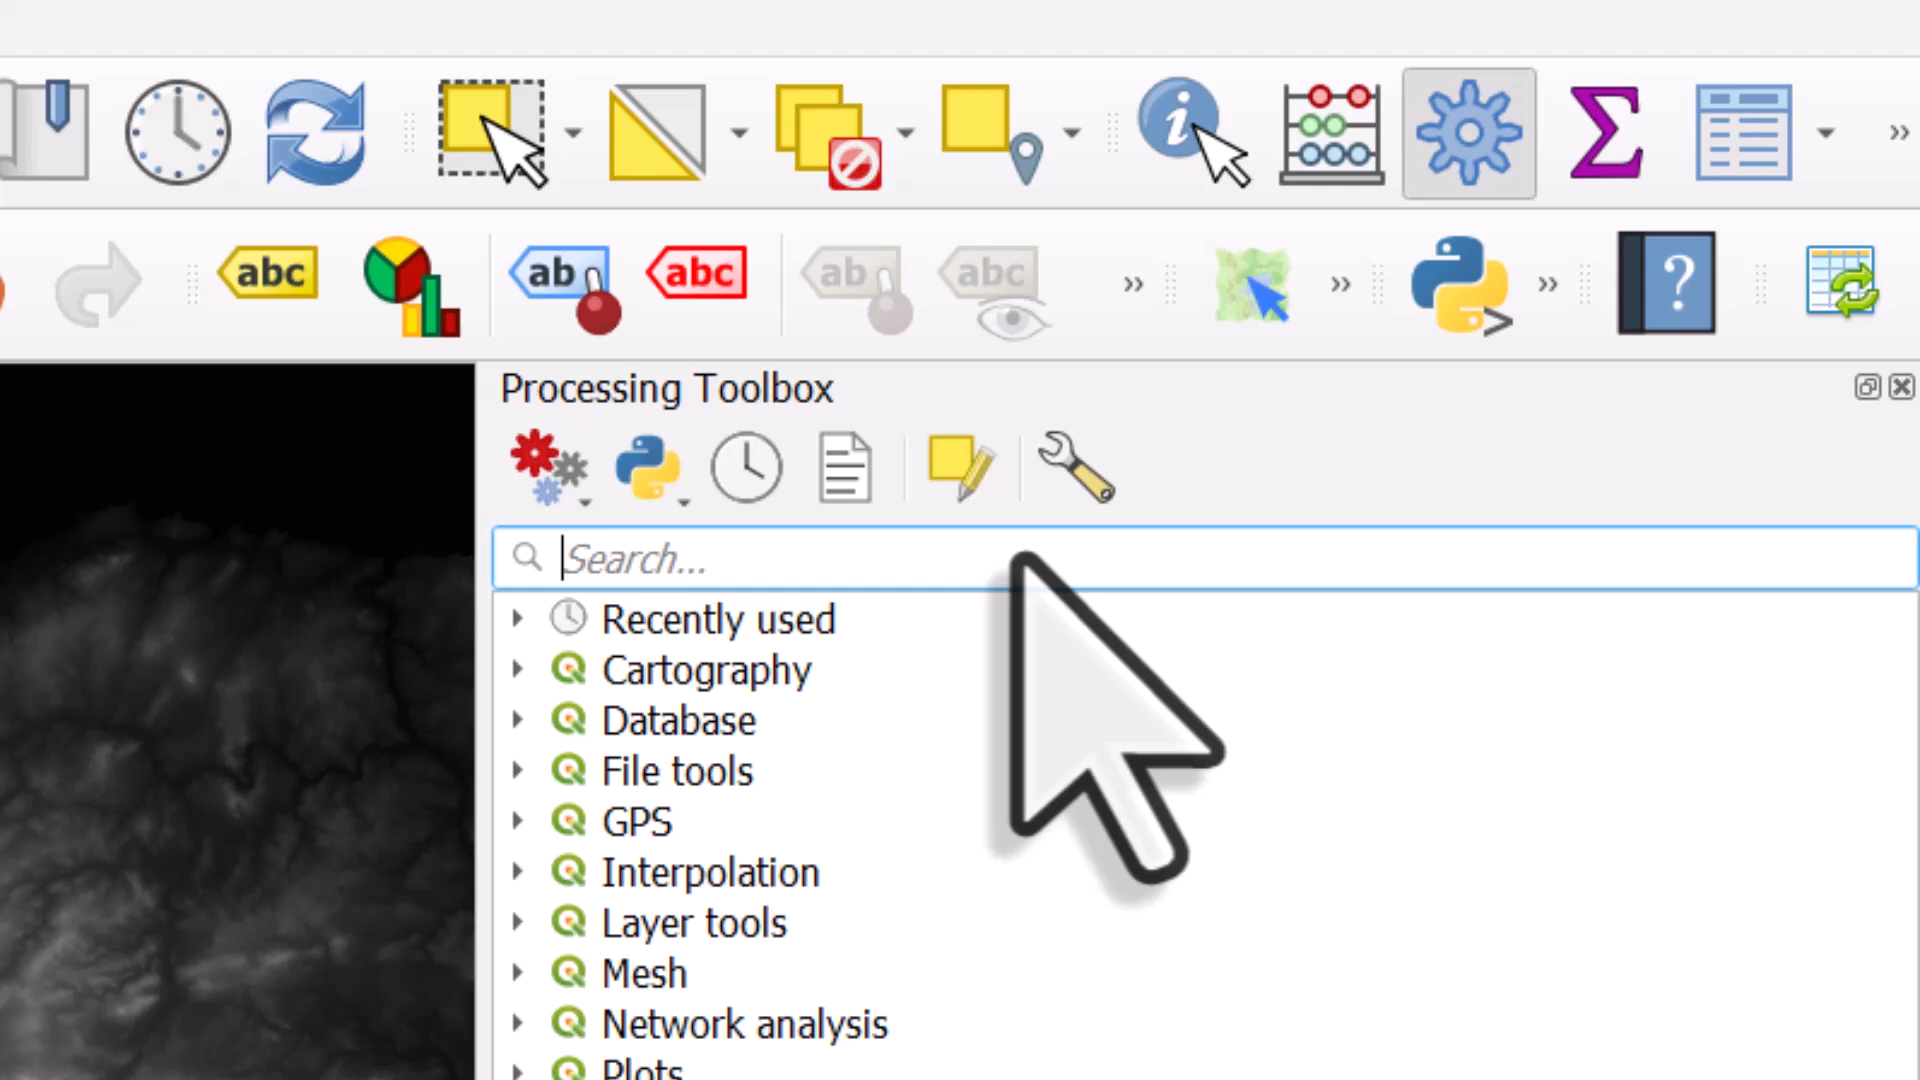 abc ab abc ab abc ?
Processing Toolbox
Search...
Recently used
Cartography
Database
File tools
GPS
Interpolation
Layer tools
Mesh
Network analysis
Plots